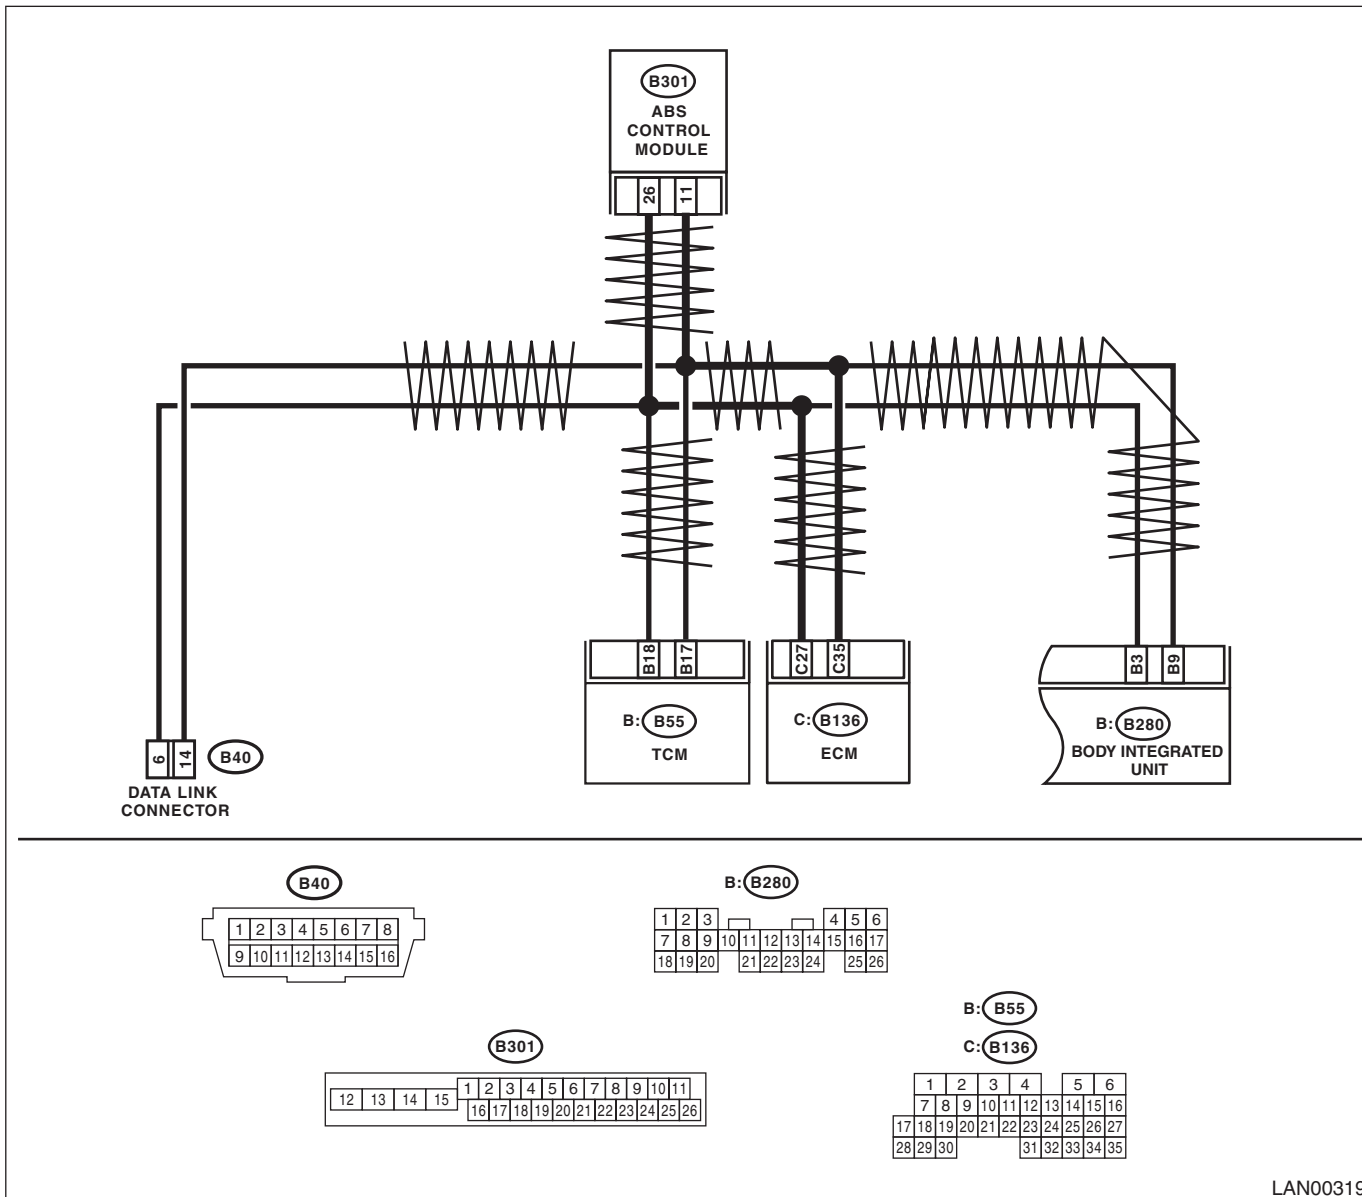 B301
ABS
CONTROL
MODULE
26 11
B18 B17
C27 C35
B3 B9
B: B55
TCM
C: B136
ECM
B: B280
BODY INTEGRATED
UNIT
6 14
B40
DATA LINK
CONNECTOR
B40
1 2 3 4 5 6 7 8
9 10 11 12 13 14 15 16
B: B280
1 2 3 4 5 6
7 8 9 10 11 12 13 14 15 16 17
18 19 20 21 22 23 24 25 26
B301
1 2 3 4 5 6 7 8 9 10 11
12 13 14 15
16 17 18 19 20 21 22 23 24 25 26
B: B55
C: B136
1 2 3 4 5 6
7 8 9 10 11 12 13 14 15 16
17 18 19 20 21 22 23 24 25 26 27
28 29 30 31 32 33 34 35
LAN00319